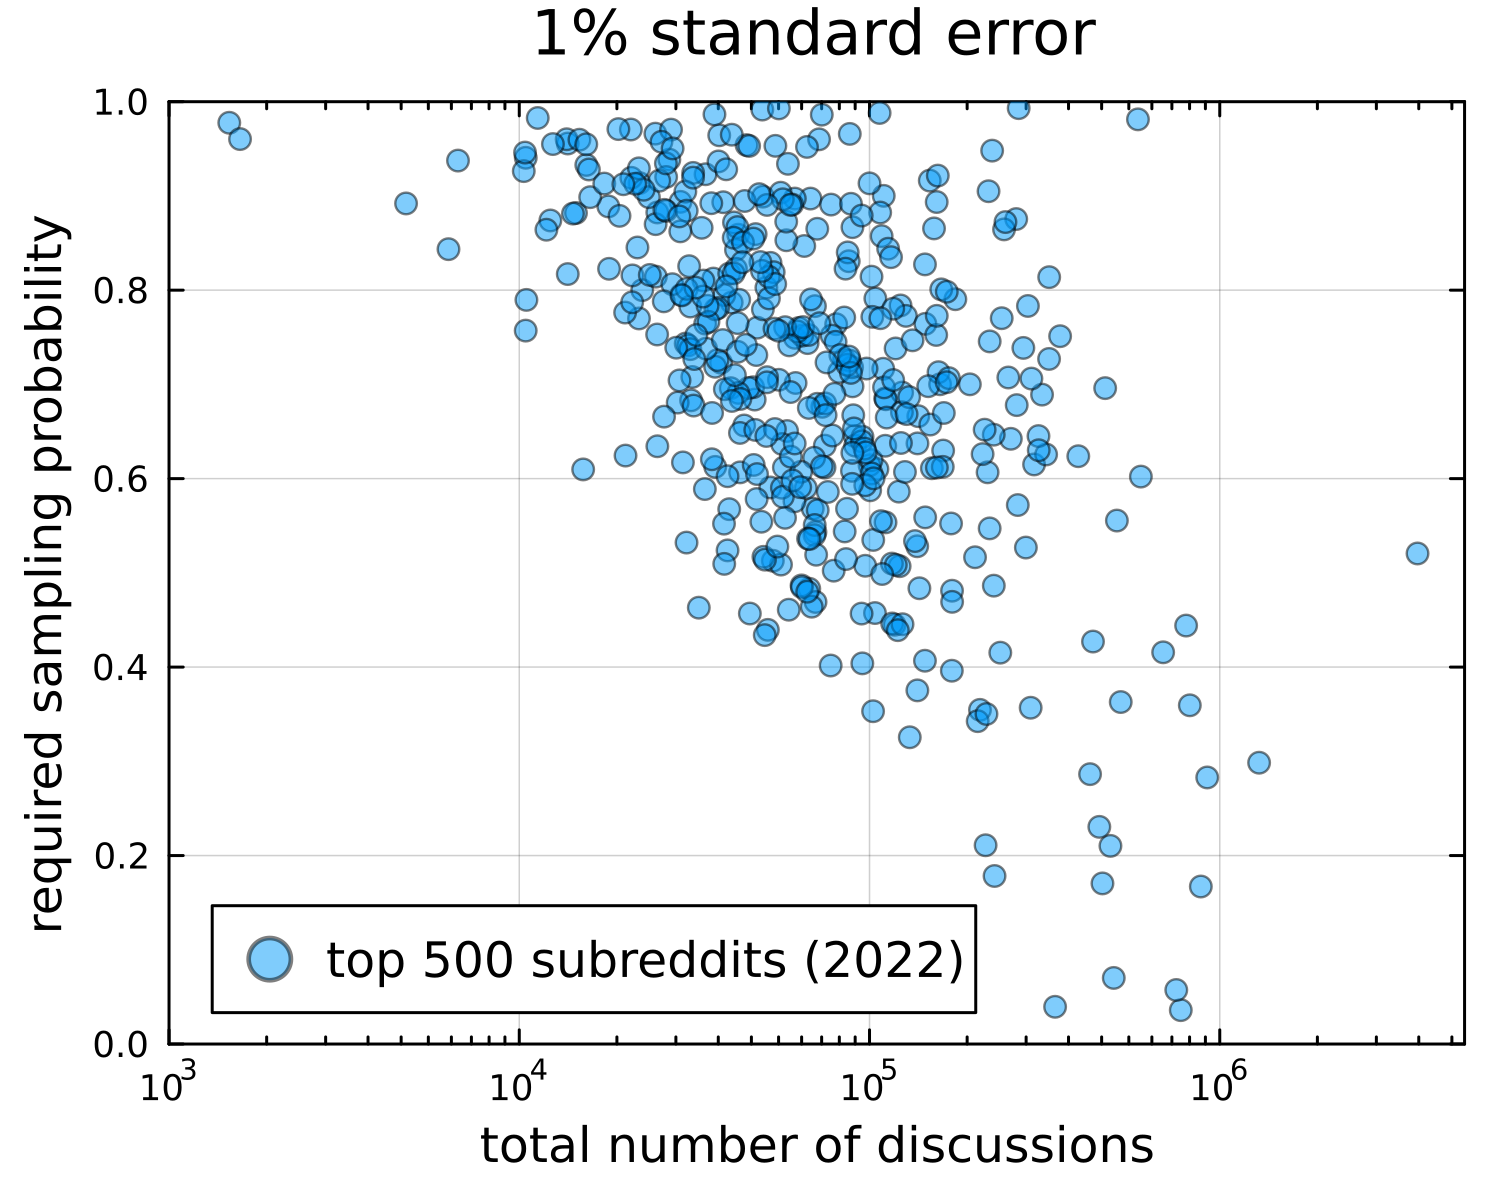 1% standard error
required sampling probability
1.0
0.8
0.6
0.4
0.2
0.0
top 500 subreddits (2022)
10³ 10⁴ 10⁵ 10⁶
total number of discussions